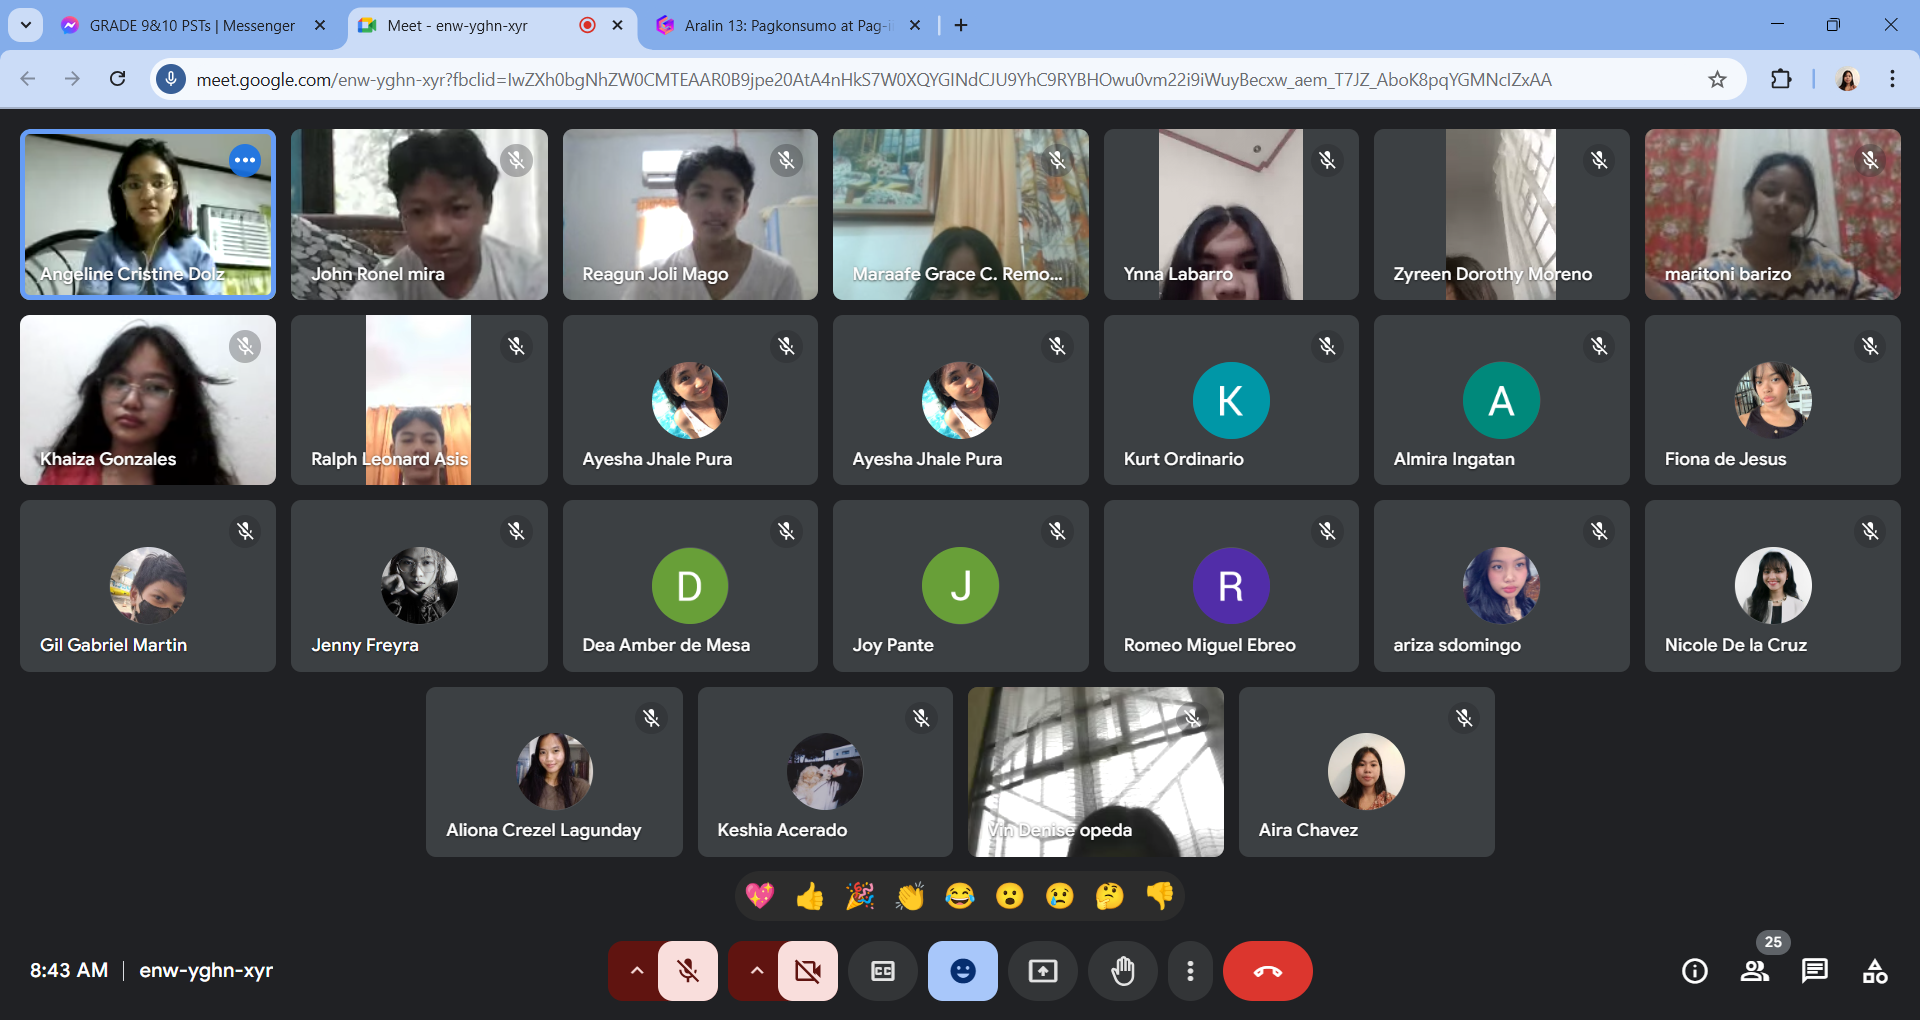 GRADE 9&10 PSTs | Messenger
Meet - enw-yghn-xyr
Aralin 13: Pagkonsumo at Pag-i
meet.google.com/enw-yghn-xyr?fbclid=IwZXh0bgNhZW0CMTEAAR0B9jpe20AtA4nHkS7W0XQYGINdCJU9YhC9RYBHOwu0vm22i9iWuyBecxw_aem_T7JZ_AboK8pqYGMNcIZxAA
Angeline Cristine Dolz
John Ronel mira
Reagun Joli Mago
Maraafe Grace C. Remo...
Ynna Labarro
Zyreen Dorothy Moreno
maritoni barizo
Khaiza Gonzales
Ralph Leonard Asis
Ayesha Jhale Pura
Ayesha Jhale Pura
K
Kurt Ordinario
A
Almira Ingatan
Fiona de Jesus
Gil Gabriel Martin
Jenny Freyra
D
Dea Amber de Mesa
J
Joy Pante
R
Romeo Miguel Ebreo
ariza sdomingo
Nicole De la Cruz
Aliona Crezel Lagunday
Keshia Acerado
Vin Denise opeda
Aira Chavez
8:43 AM | enw-yghn-xyr
CC
25